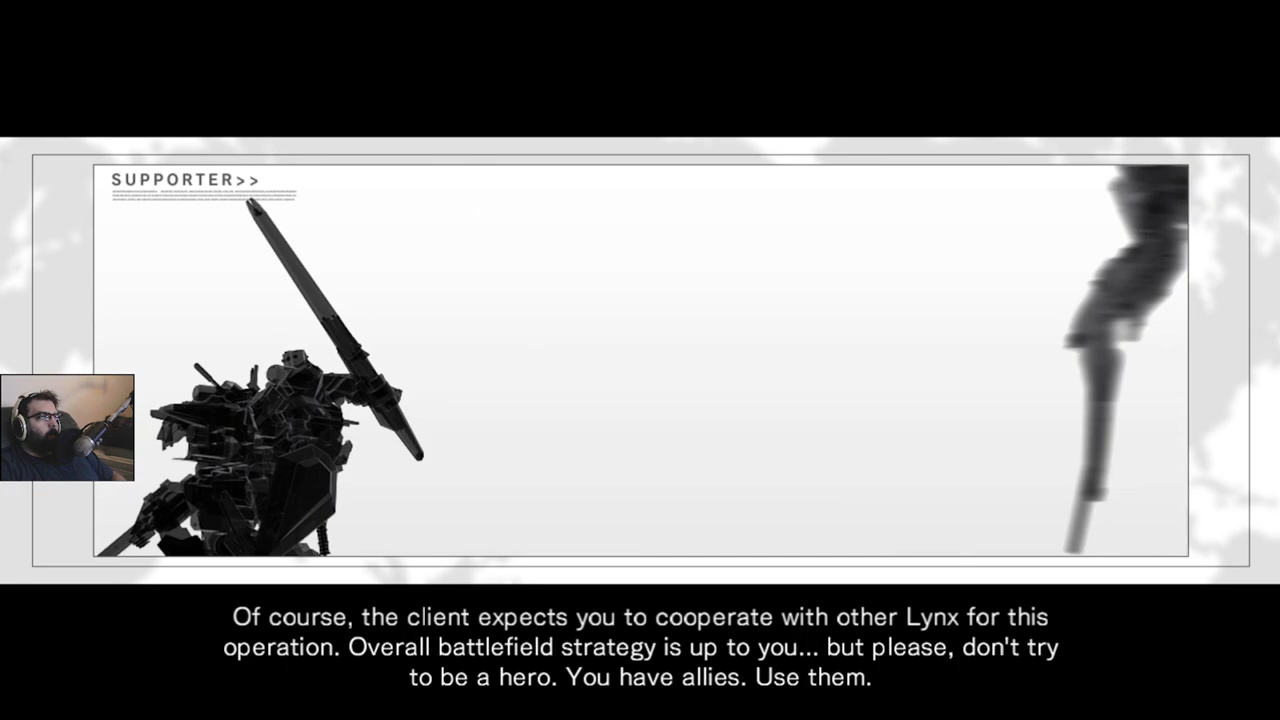 SUPPORTER>>
Of course, the client expects you to cooperate with other Lynx for this
operation. Overall battlefield strategy is up to you... but please, don't try
to be a hero. You have allies. Use them.